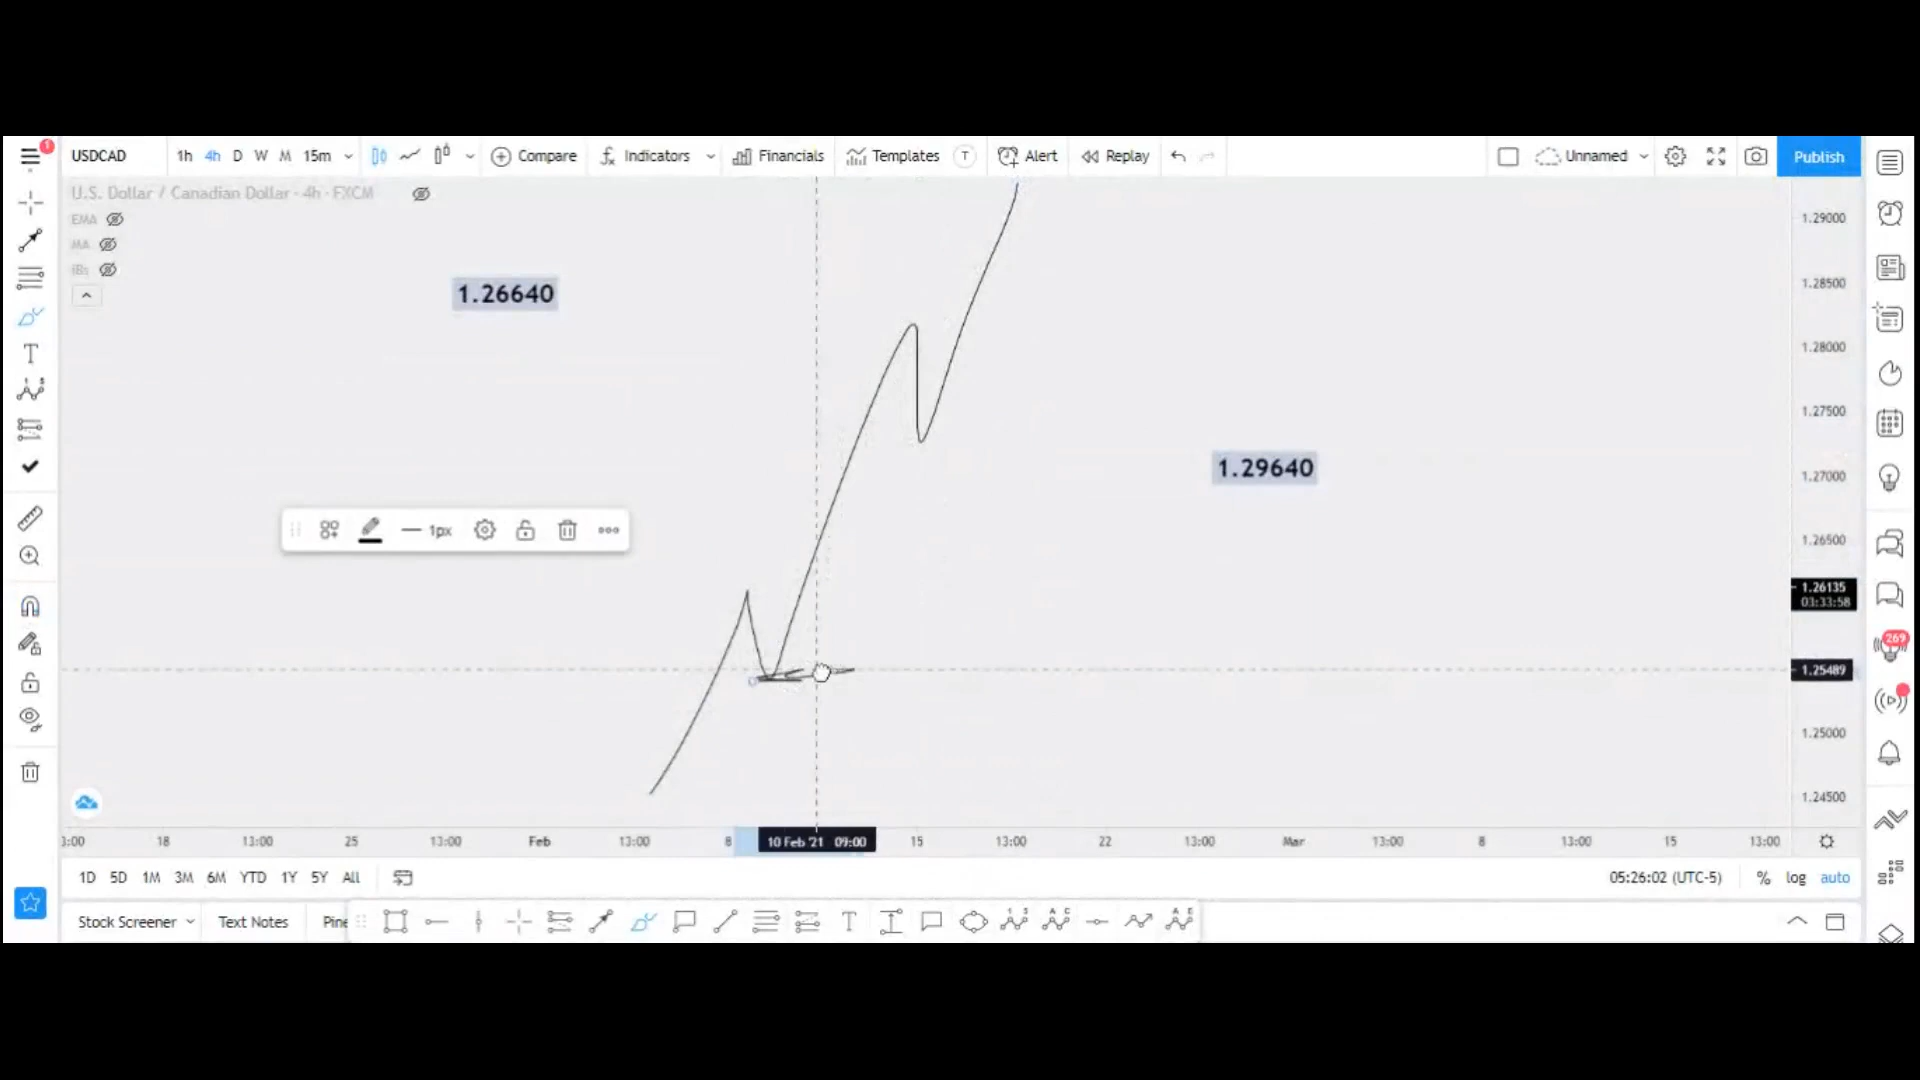 1
USDCAD 1h 4h D W M 15m Compare Indicators Financials Templates T Alert Replay Unnamed Publish
U.S. Dollar / Canadian Dollar - 4h - FXCM
EMA
MA
iBs
1.26640
1.29640
1px
1.29000
1.28500
1.28000
1.27500
1.27000
1.26500
1.26135
03:33:58
1.25489
1.25000
1.24500
269
3:00 18 13:00 25 13:00 Feb 13:00 8 10 Feb '21 09:00 15 13:00 22 13:00 Mar 13:00 8 13:00 15 13:00
1D 5D 1M 3M 6M YTD 1Y 5Y All 05:26:02 (UTC-5) % log auto
Stock Screener Text Notes Pine